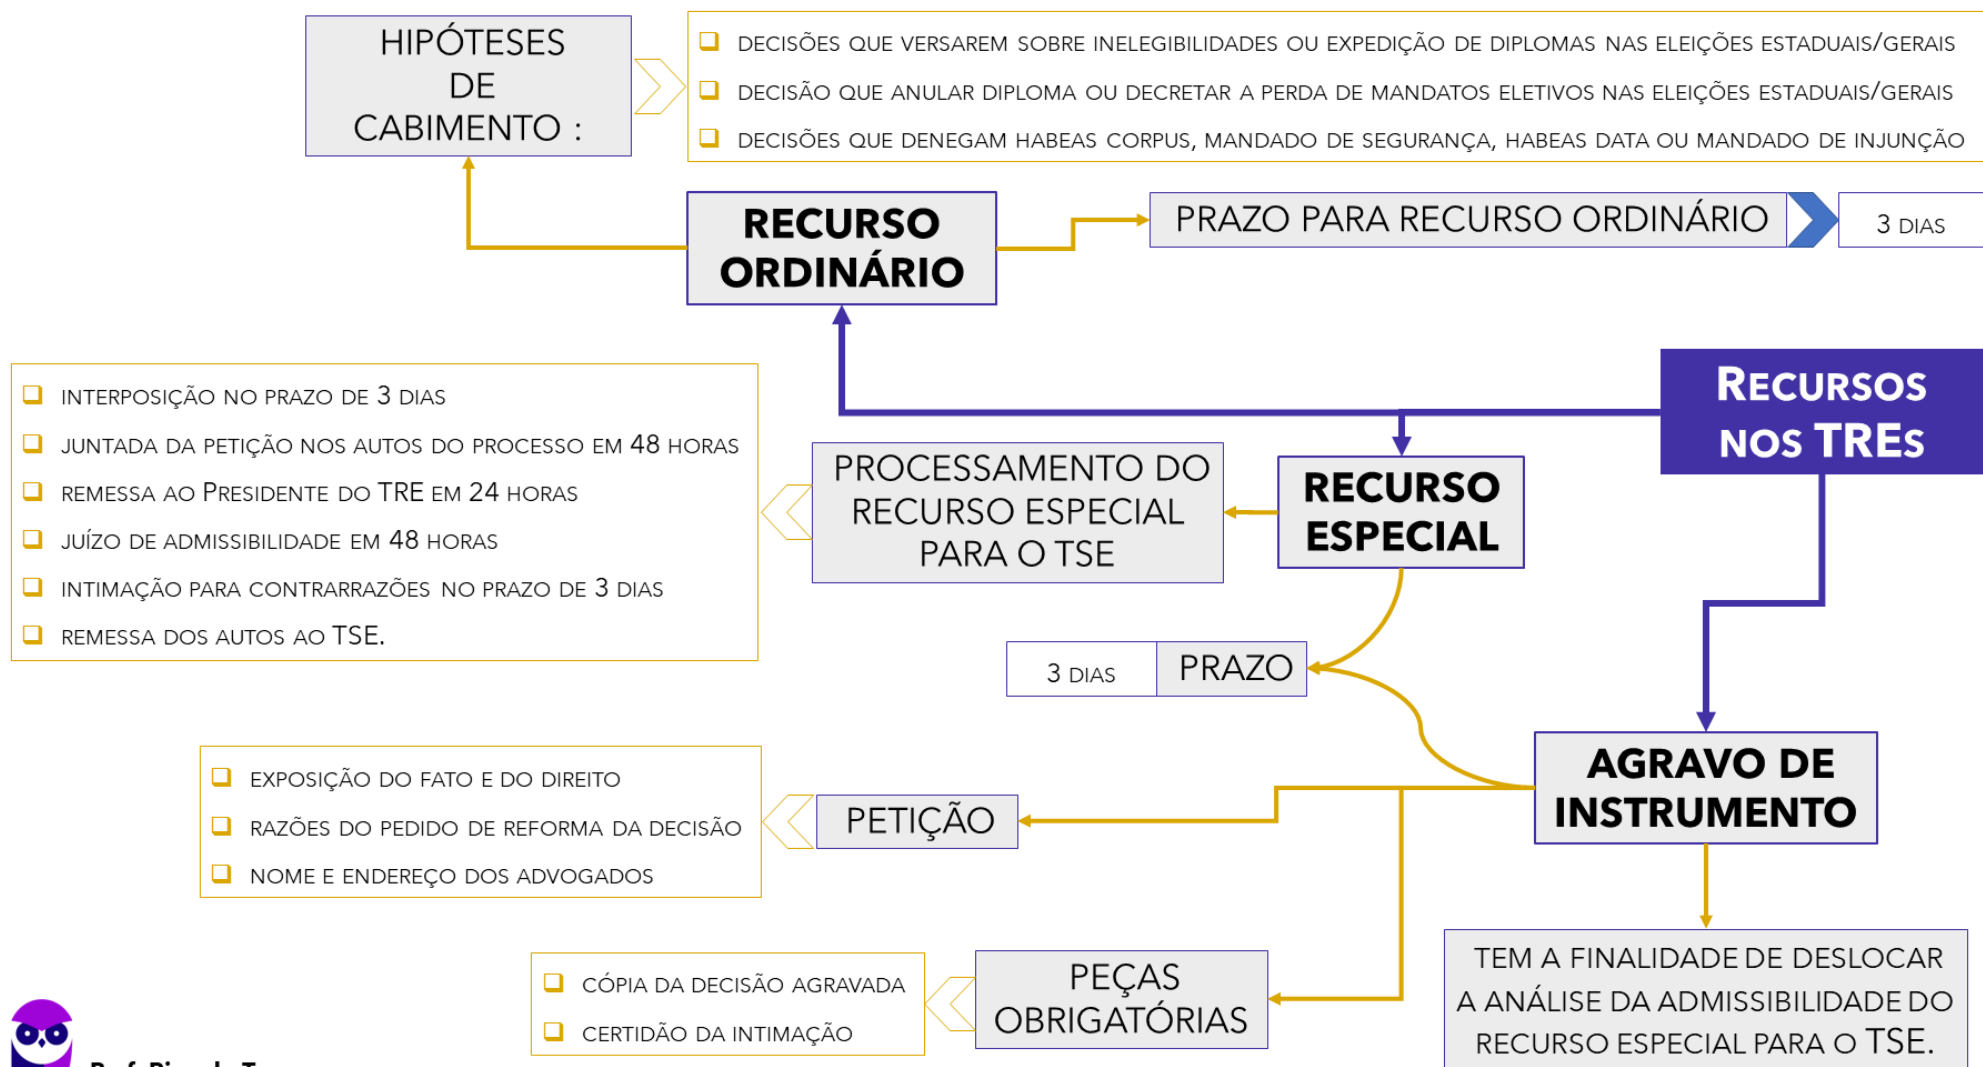 HIPÓTESES
DE
CABIMENTO :
DECISÕES QUE VERSAREM SOBRE INELEGIBILIDADES OU EXPEDIÇÃO DE DIPLOMAS NAS ELEIÇÕES ESTADUAIS/GERAIS
DECISÃO QUE ANULAR DIPLOMA OU DECRETAR A PERDA DE MANDATOS ELETIVOS NAS ELEIÇÕES ESTADUAIS/GERAIS
DECISÕES QUE DENEGAM HABEAS CORPUS, MANDADO DE SEGURANÇA, HABEAS DATA OU MANDADO DE INJUNÇÃO
RECURSO
ORDINÁRIO
PRAZO PARA RECURSO ORDINÁRIO
3 DIAS
RECURSOS
NOS TRES
INTERPOSIÇÃO NO PRAZO DE 3 DIAS
JUNTADA DA PETIÇÃO NOS AUTOS DO PROCESSO EM 48 HORAS
REMESSA AO PRESIDENTE DO TRE EM 24 HORAS
JUÍZO DE ADMISSIBILIDADE EM 48 HORAS
INTIMAÇÃO PARA CONTRARRAZÕES NO PRAZO DE 3 DIAS
REMESSA DOS AUTOS AO TSE.
PROCESSAMENTO DO
RECURSO ESPECIAL
PARA O TSE
RECURSO
ESPECIAL
3 DIAS
PRAZO
AGRAVO DE
INSTRUMENTO
EXPOSIÇÃO DO FATO E DO DIREITO
RAZÕES DO PEDIDO DE REFORMA DA DECISÃO
NOME E ENDEREÇO DOS ADVOGADOS
PETIÇÃO
CÓPIA DA DECISÃO AGRAVADA
CERTIDÃO DA INTIMAÇÃO
PEÇAS
OBRIGATÓRIAS
TEM A FINALIDADE DE DESLOCAR
A ANÁLISE DA ADMISSIBILIDADE DO
RECURSO ESPECIAL PARA O TSE.